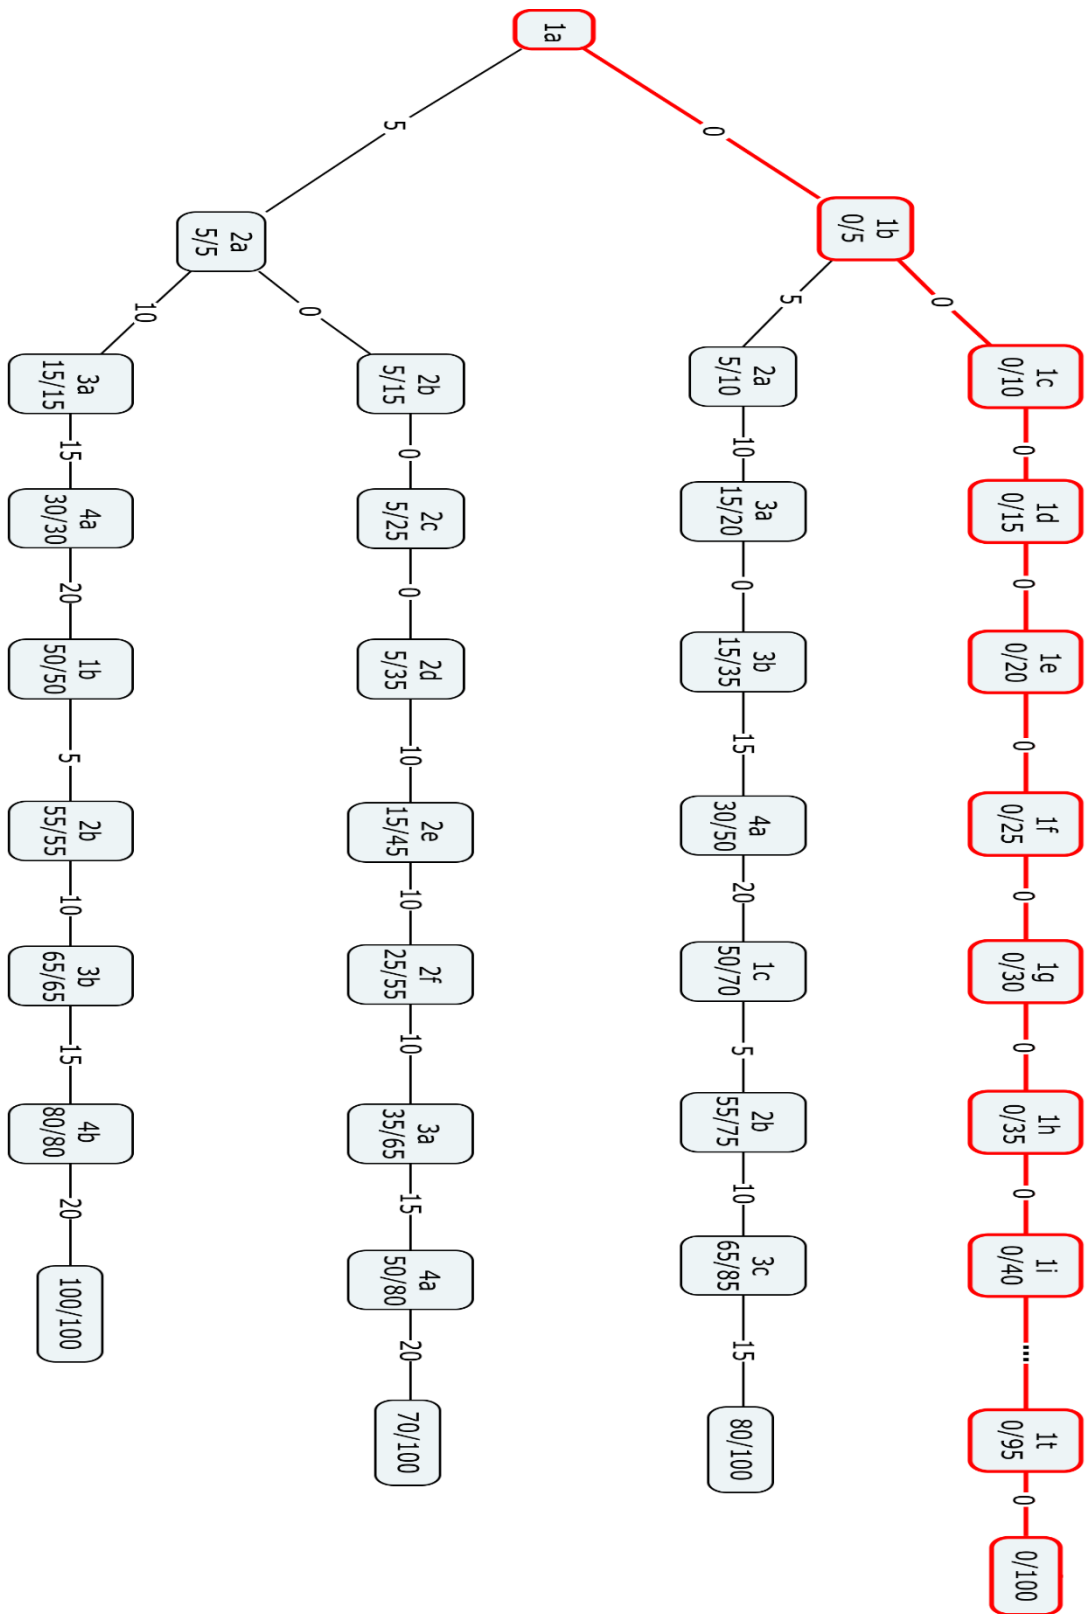 1a
5
0
2a
5/5
1b
0/5
10
0
5
0
3a
15/15
2b
5/15
2a
5/10
1c
0/10
15
0
10
0
4a
30/30
2c
5/25
3a
15/20
1d
0/15
20
0
0
0
1b
50/50
2d
5/35
3b
15/35
1e
0/20
5
10
15
0
2b
55/55
2e
15/45
4a
30/50
1f
0/25
10
10
20
0
3b
65/65
2f
25/55
1c
50/70
1g
0/30
15
10
5
0
4b
80/80
3a
35/65
2b
55/75
1h
0/35
20
15
10
0
100/100
4a
50/80
3c
65/85
1i
0/40
20
15
...
70/100
80/100
1t
0/95
0
0/100